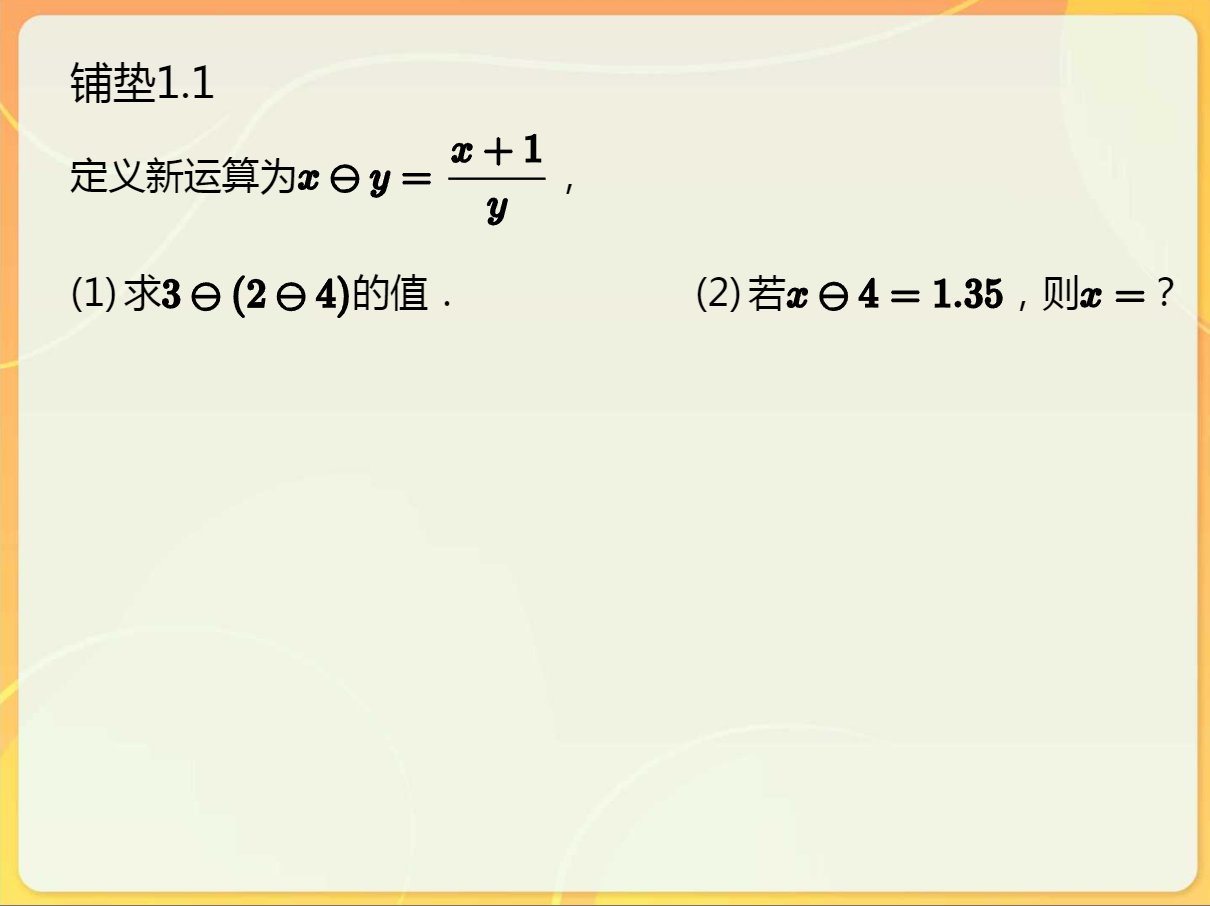 铺垫1.1
定义新运算为x ⊖ y = \frac{x+1}{y}，
(1) 求3 ⊖ (2 ⊖ 4)的值． (2) 若x ⊖ 4 = 1.35，则x = ？